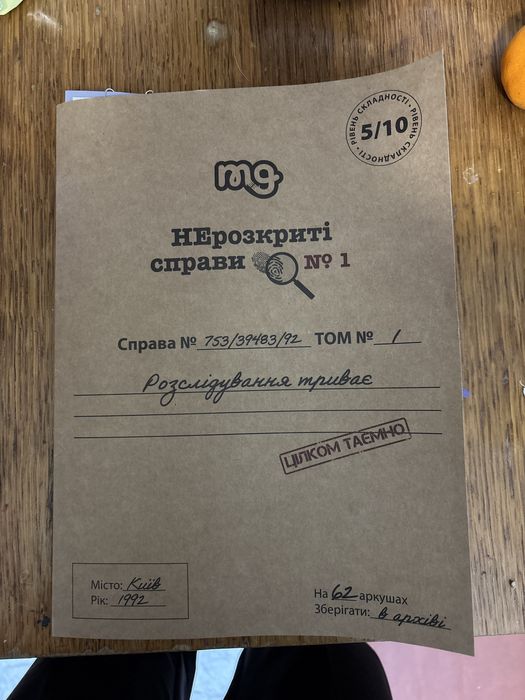 РІВЕНЬ СКЛАДНОСТІ • РІВЕНЬ СКЛАДНОСТІ •
5/10
mg
НЕрозкриті
справи № 1
Справа № 753/39483/92 ТОМ № 1
Розслідування триває
ЦІЛКОМ ТАЄМНО
Місто: Київ
Рік: 1992
На 62 аркушах
Зберігати: в архіві